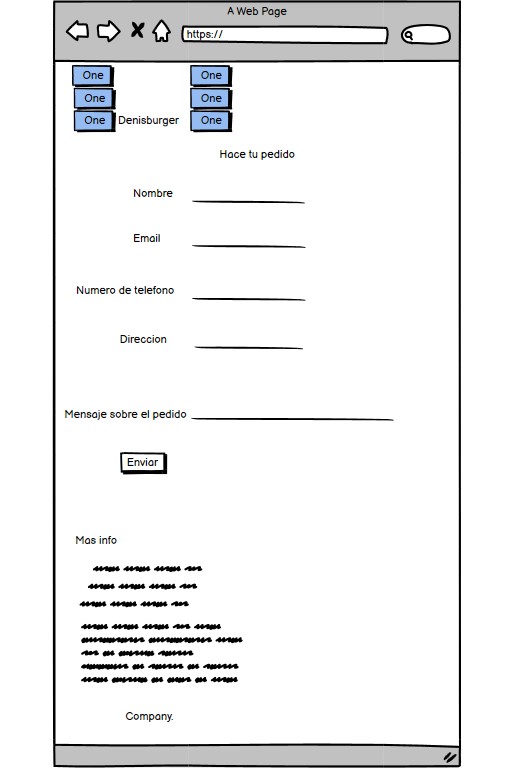 A Web Page
https://
One One
One One
One Denisburger One
Hace tu pedido
Nombre
Email
Numero de telefono
Direccion
Mensaje sobre el pedido
Enviar
Mas info
Company.